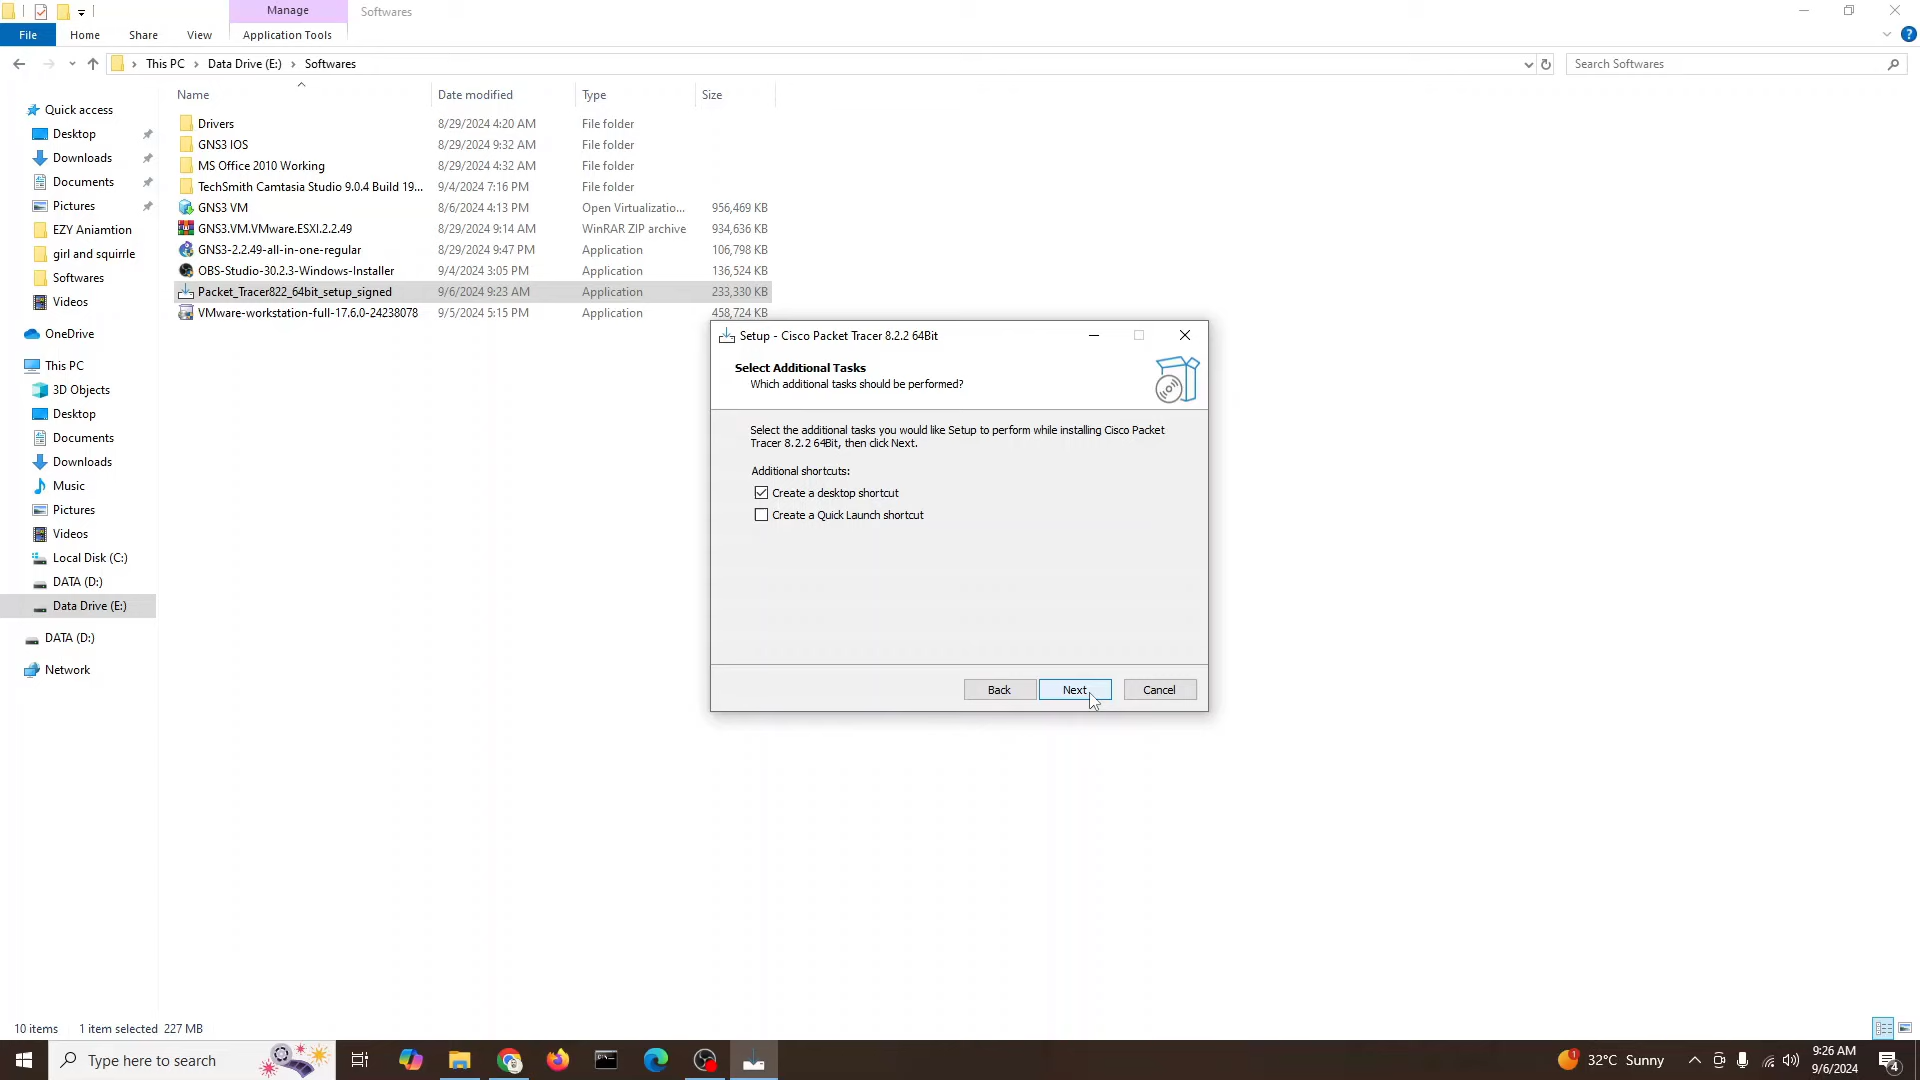 Manage
Softwares
File
Home
Share
View
Application Tools
This PC
Data Drive (E:)
Softwares
Search Softwares
Name
Date modified
Type
Size
Quick access
Desktop
Downloads
Documents
Pictures
EZY Aniamtion
girl and squirrle
Softwares
Videos
OneDrive
This PC
3D Objects
Desktop
Documents
Downloads
Music
Pictures
Videos
Local Disk (C:)
DATA (D:)
Data Drive (E:)
DATA (D:)
Network
Drivers 8/29/2024 4:20 AM File folder
GNS3 IOS 8/29/2024 9:32 AM File folder
MS Office 2010 Working 8/29/2024 4:32 AM File folder
TechSmith Camtasia Studio 9.0.4 Build 19... 9/4/2024 7:16 PM File folder
GNS3 VM 8/6/2024 4:13 PM Open Virtualizatio... 956,469 KB
GNS3.VM.VMware.ESXI.2.2.49 8/29/2024 9:14 AM WinRAR ZIP archive 934,636 KB
GNS3-2.2.49-all-in-one-regular 8/29/2024 9:47 PM Application 106,798 KB
OBS-Studio-30.2.3-Windows-Installer 9/4/2024 3:05 PM Application 136,524 KB
Packet_Tracer822_64bit_setup_signed 9/6/2024 9:23 AM Application 233,330 KB
VMware-workstation-full-17.6.0-24238078 9/5/2024 5:15 PM Application 458,724 KB
Setup - Cisco Packet Tracer 8.2.2 64Bit
Select Additional Tasks
Which additional tasks should be performed?
Select the additional tasks you would like Setup to perform while installing Cisco Packet
Tracer 8.2.2 64Bit, then click Next.
Additional shortcuts:
Create a desktop shortcut
Create a Quick Launch shortcut
Back
Next
Cancel
10 items
1 item selected 227 MB
Type here to search
1
32°C Sunny
9:26 AM
9/6/2024
4